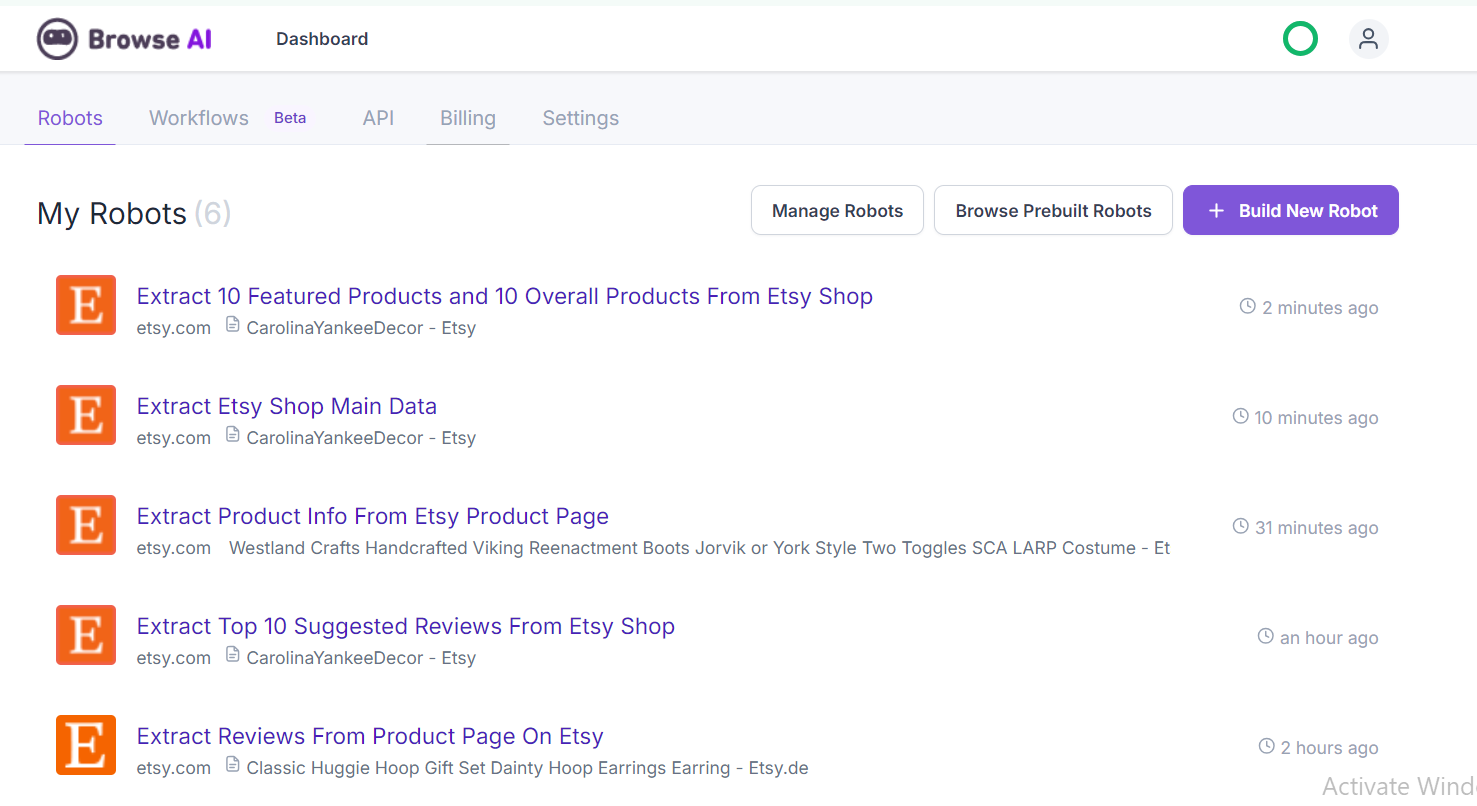 Browse AI Dashboard
Robots Workflows Beta API Billing Settings
My Robots (6) Manage Robots Browse Prebuilt Robots + Build New Robot
E Extract 10 Featured Products and 10 Overall Products From Etsy Shop
etsy.com CarolinaYankeeDecor - Etsy 2 minutes ago
E Extract Etsy Shop Main Data
etsy.com CarolinaYankeeDecor - Etsy 10 minutes ago
E Extract Product Info From Etsy Product Page
etsy.com Westland Crafts Handcrafted Viking Reenactment Boots Jorvik or York Style Two Toggles SCA LARP Costume - Et 31 minutes ago
E Extract Top 10 Suggested Reviews From Etsy Shop
etsy.com CarolinaYankeeDecor - Etsy an hour ago
E Extract Reviews From Product Page On Etsy
etsy.com Classic Huggie Hoop Gift Set Dainty Hoop Earrings Earring - Etsy.de 2 hours ago
Activate Wind